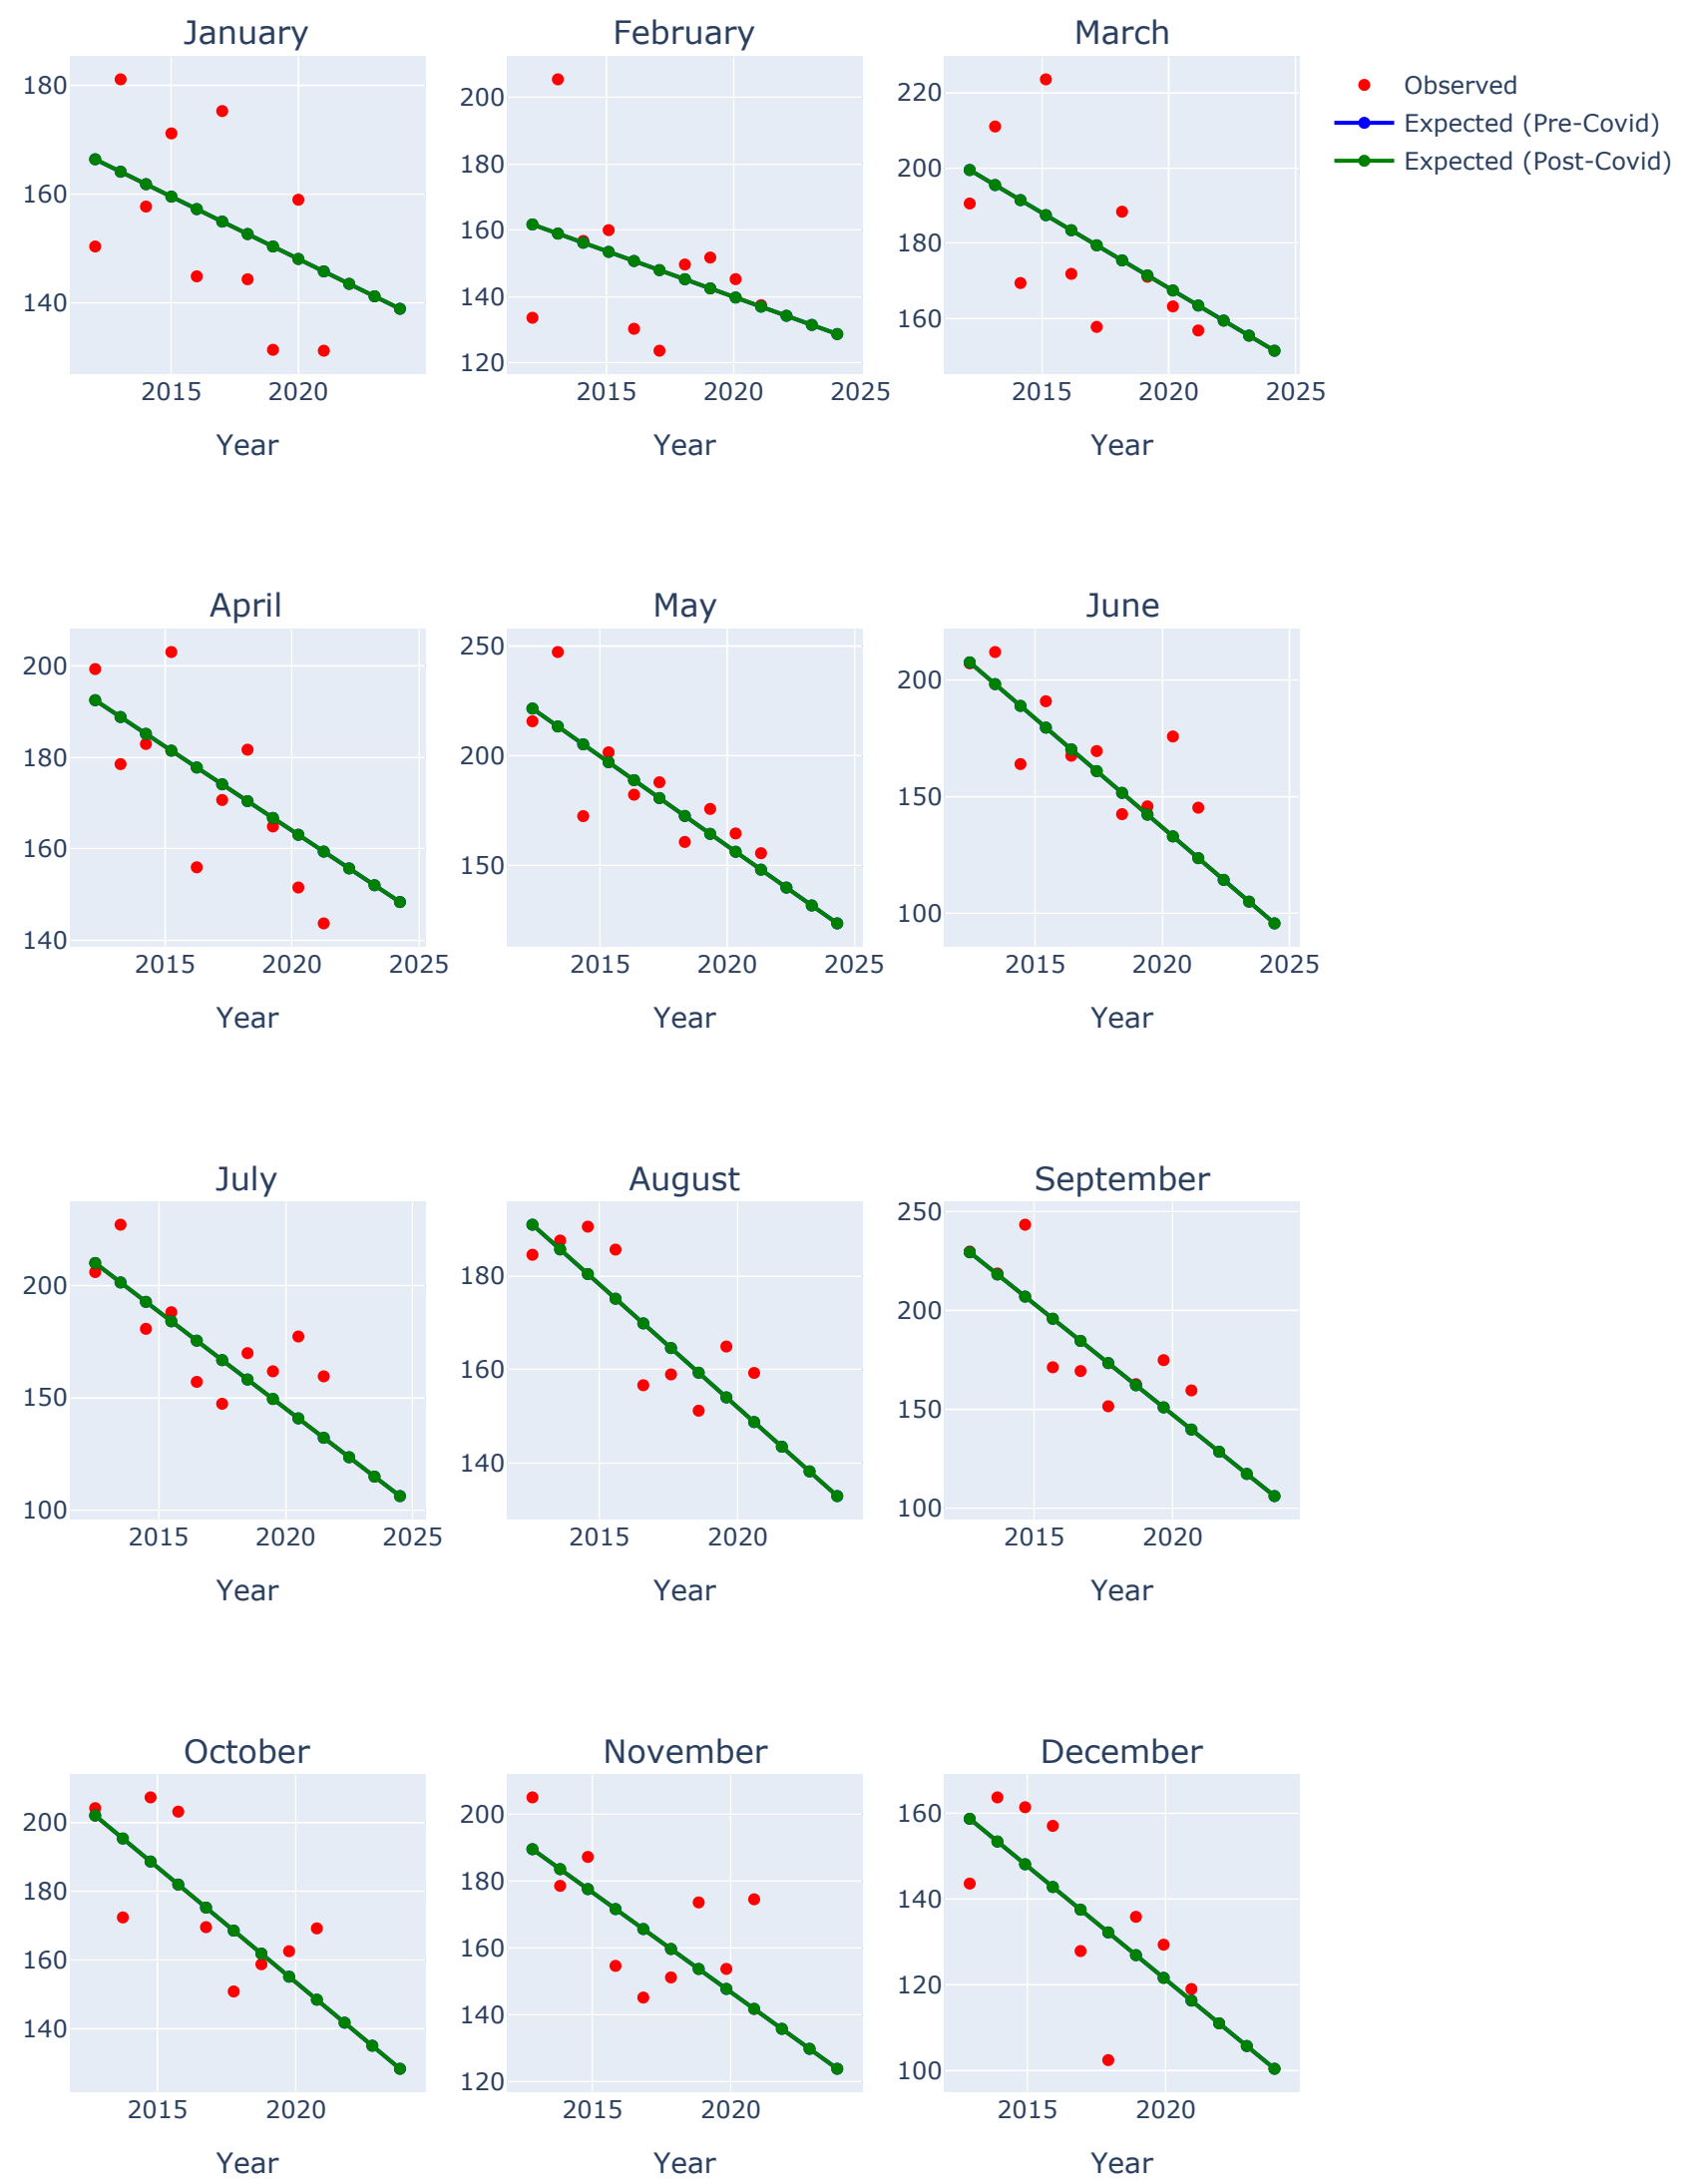 January
February
March
180
160
140
2015 2020
Year
200
180
160
140
120
2015 2020 2025
Year
220
200
180
160
2015 2020 2025
Year
Observed
Expected (Pre-Covid)
Expected (Post-Covid)
April
May
June
200
180
160
140
2015 2020 2025
Year
250
200
150
2015 2020 2025
Year
200
150
100
2015 2020 2025
Year
July
August
September
200
150
100
2015 2020 2025
Year
180
160
140
2015 2020
Year
250
200
150
100
2015 2020
Year
October
November
December
200
180
160
140
2015 2020
Year
200
180
160
140
120
2015 2020
Year
160
140
120
100
2015 2020
Year